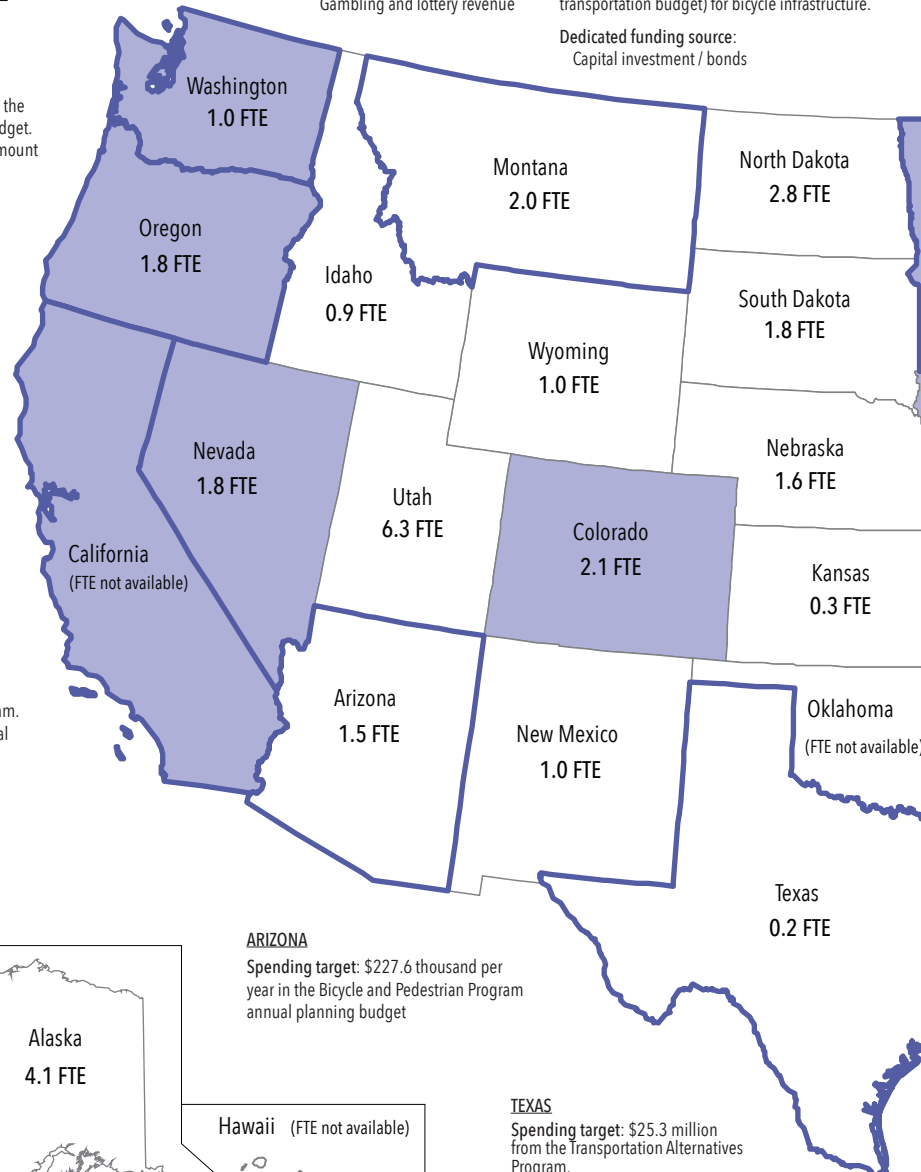 Gambling and lottery revenue
transportation budget) for bicycle infrastructure.
Dedicated funding source:
Capital investment / bonds
the
dget.
mount
Washington
1.0 FTE
Montana
2.0 FTE
North Dakota
2.8 FTE
Oregon
1.8 FTE
Idaho
0.9 FTE
South Dakota
1.8 FTE
Wyoming
1.0 FTE
Nevada
1.8 FTE
Nebraska
1.6 FTE
Utah
6.3 FTE
Colorado
2.1 FTE
California
(FTE not available)
Kansas
0.3 FTE
am.
al
Arizona
1.5 FTE
New Mexico
1.0 FTE
Oklahoma
(FTE not available)
Texas
0.2 FTE
ARIZONA
Spending target: $227.6 thousand per
year in the Bicycle and Pedestrian Program
annual planning budget
Alaska
4.1 FTE
Hawaii (FTE not available)
TEXAS
Spending target: $25.3 million
from the Transportation Alternatives
Program.